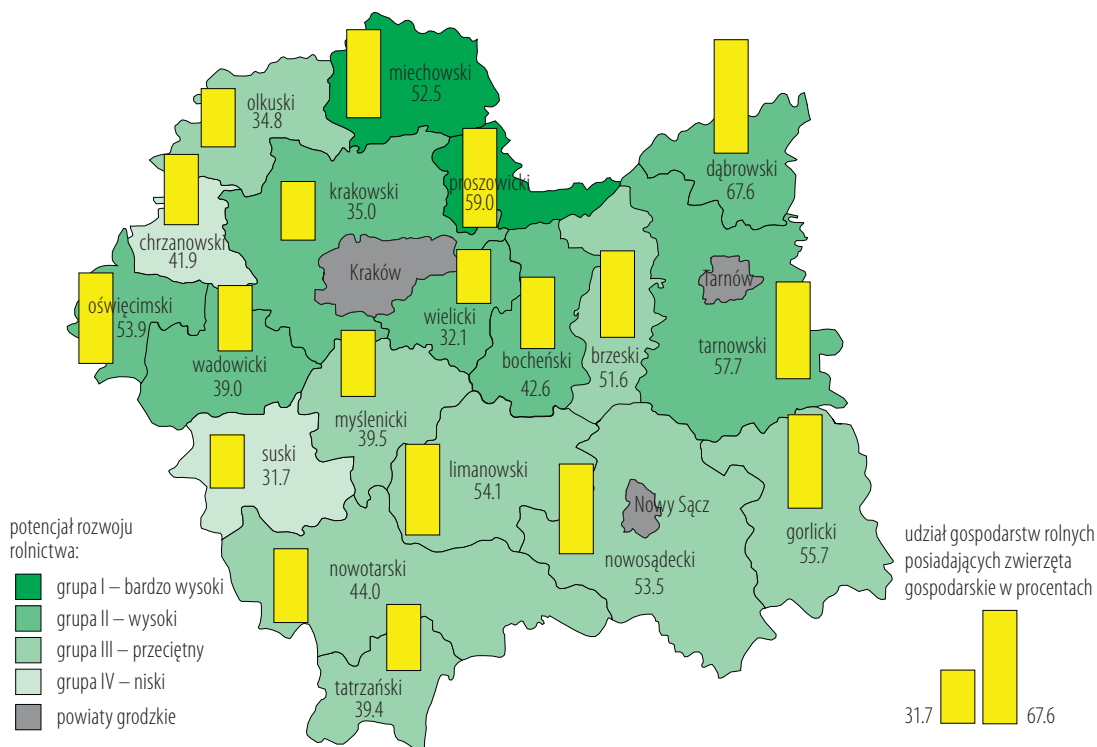 miechowski
52.5
olkuski
34.8
proszowicki
59.0
dąbrowski
67.6
krakowski
35.0
chrzanowski
41.9
Kraków
Tarnów
oświęcimski
53.9
wielicki
32.1
bocheński
42.6
brzeski
51.6
tarnowski
57.7
wadowicki
39.0
myślenicki
39.5
suski
31.7
limanowski
54.1
Nowy Sącz
nowosądecki
53.5
gorlicki
55.7
nowotarski
44.0
tatrzański
39.4
potencjał rozwoju
rolnictwa:
grupa I – bardzo wysoki
grupa II – wysoki
grupa III – przeciętny
grupa IV – niski
powiaty grodzkie
udział gospodarstw rolnych
posiadających zwierzęta
gospodarskie w procentach
31.7
67.6